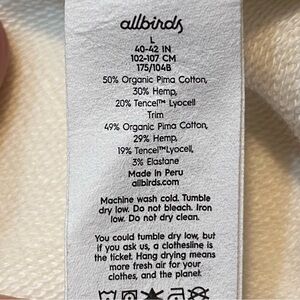 allbirds
L
40-42 IN
102-107 CM
175/104B
50% Organic Pima Cotton,
30% Hemp,
20% Tencel™ Lyocell
Trim
49% Organic Pima Cotton,
29% Hemp,
19% Tencel™Lyocell,
3% Elastane
Made in Peru
allbirds.com
Machine wash cold. Tumble
dry low. Do not bleach. Iron
low. Do not dry clean.
You could tumble dry low, but
if you ask us, a clothesline is
the ticket. Hang drying means
more fresh air for your
clothes, and the planet.